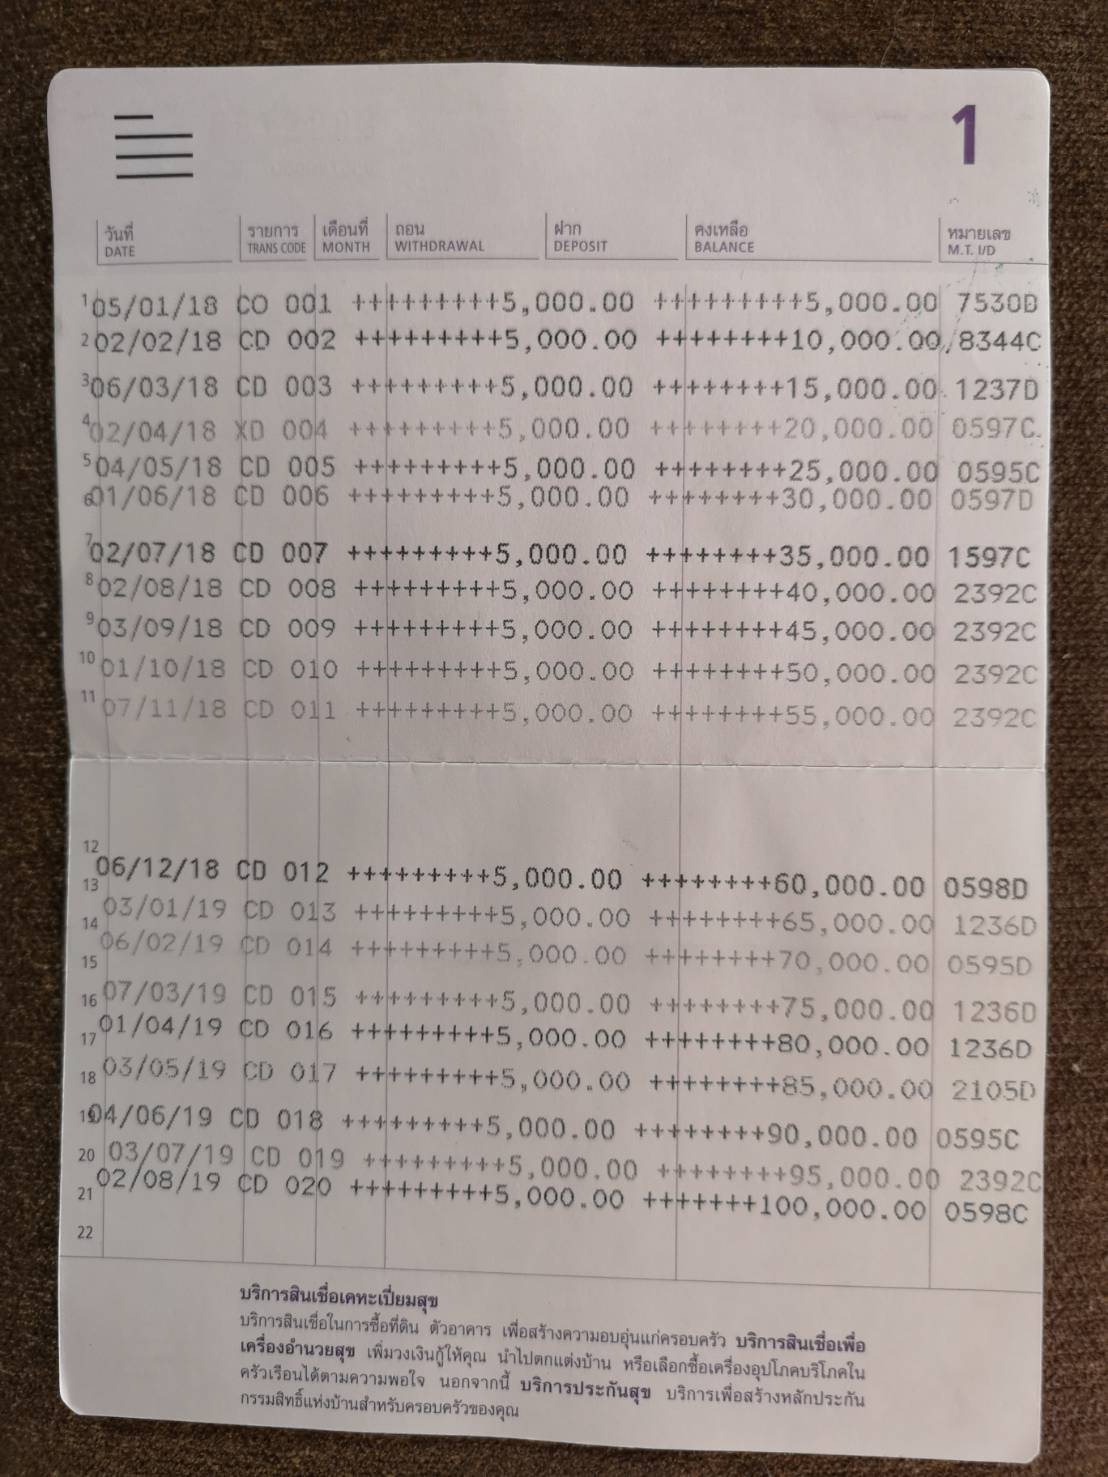 1
วันที่ รายการ เดือนที่ ถอน ฝาก คงเหลือ หมายเลข
DATE TRANS CODE MONTH WITHDRAWAL DEPOSIT BALANCE M.T. I/D
1 05/01/18 CO 001 +++++++++5,000.00 +++++++++5,000.00 7530D
2 02/02/18 CD 002 +++++++++5,000.00 ++++++++10,000.00 8344C
3 06/03/18 CD 003 +++++++++5,000.00 ++++++++15,000.00 1237D
4 02/04/18 XD 004 +++++++++5,000.00 ++++++++20,000.00 0597C
5 04/05/18 CD 005 +++++++++5,000.00 ++++++++25,000.00 0595C
6 01/06/18 CD 006 +++++++++5,000.00 ++++++++30,000.00 0597D
7 02/07/18 CD 007 +++++++++5,000.00 ++++++++35,000.00 1597C
8 02/08/18 CD 008 +++++++++5,000.00 ++++++++40,000.00 2392C
9 03/09/18 CD 009 +++++++++5,000.00 ++++++++45,000.00 2392C
10 01/10/18 CD 010 +++++++++5,000.00 ++++++++50,000.00 2392C
11 07/11/18 CD 011 +++++++++5,000.00 ++++++++55,000.00 2392C
12
06/12/18 CD 012 +++++++++5,000.00 ++++++++60,000.00 0598D
13
03/01/19 CD 013 +++++++++5,000.00 ++++++++65,000.00 1236D
14
06/02/19 CD 014 +++++++++5,000.00 ++++++++70,000.00 0595D
15
07/03/19 CD 015 +++++++++5,000.00 ++++++++75,000.00 1236D
16
01/04/19 CD 016 +++++++++5,000.00 ++++++++80,000.00 1236D
17
03/05/19 CD 017 +++++++++5,000.00 ++++++++85,000.00 2105D
18
19 04/06/19 CD 018 +++++++++5,000.00 ++++++++90,000.00 0595C
20 03/07/19 CD 019 +++++++++5,000.00 ++++++++95,000.00 2392C
02/08/19 CD 020 +++++++++5,000.00 +++++++100,000.00 0598C
21
22
บริการสินเชื่อเคหะเปี่ยมสุข
บริการสินเชื่อในการซื้อที่ดิน ตัวอาคาร เพื่อสร้างความอบอุ่นแก่ครอบครัว บริการสินเชื่อเพื่อ
เครื่องอำนวยสุข เพิ่มวงเงินกู้ให้คุณ นำไปตกแต่งบ้าน หรือเลือกซื้อเครื่องอุปโภคบริโภคใน
ครัวเรือนได้ตามความพอใจ นอกจากนี้ บริการประกันสุข บริการเพื่อสร้างหลักประกัน
กรรมสิทธิ์แห่งบ้านสำหรับครอบครัวของคุณ